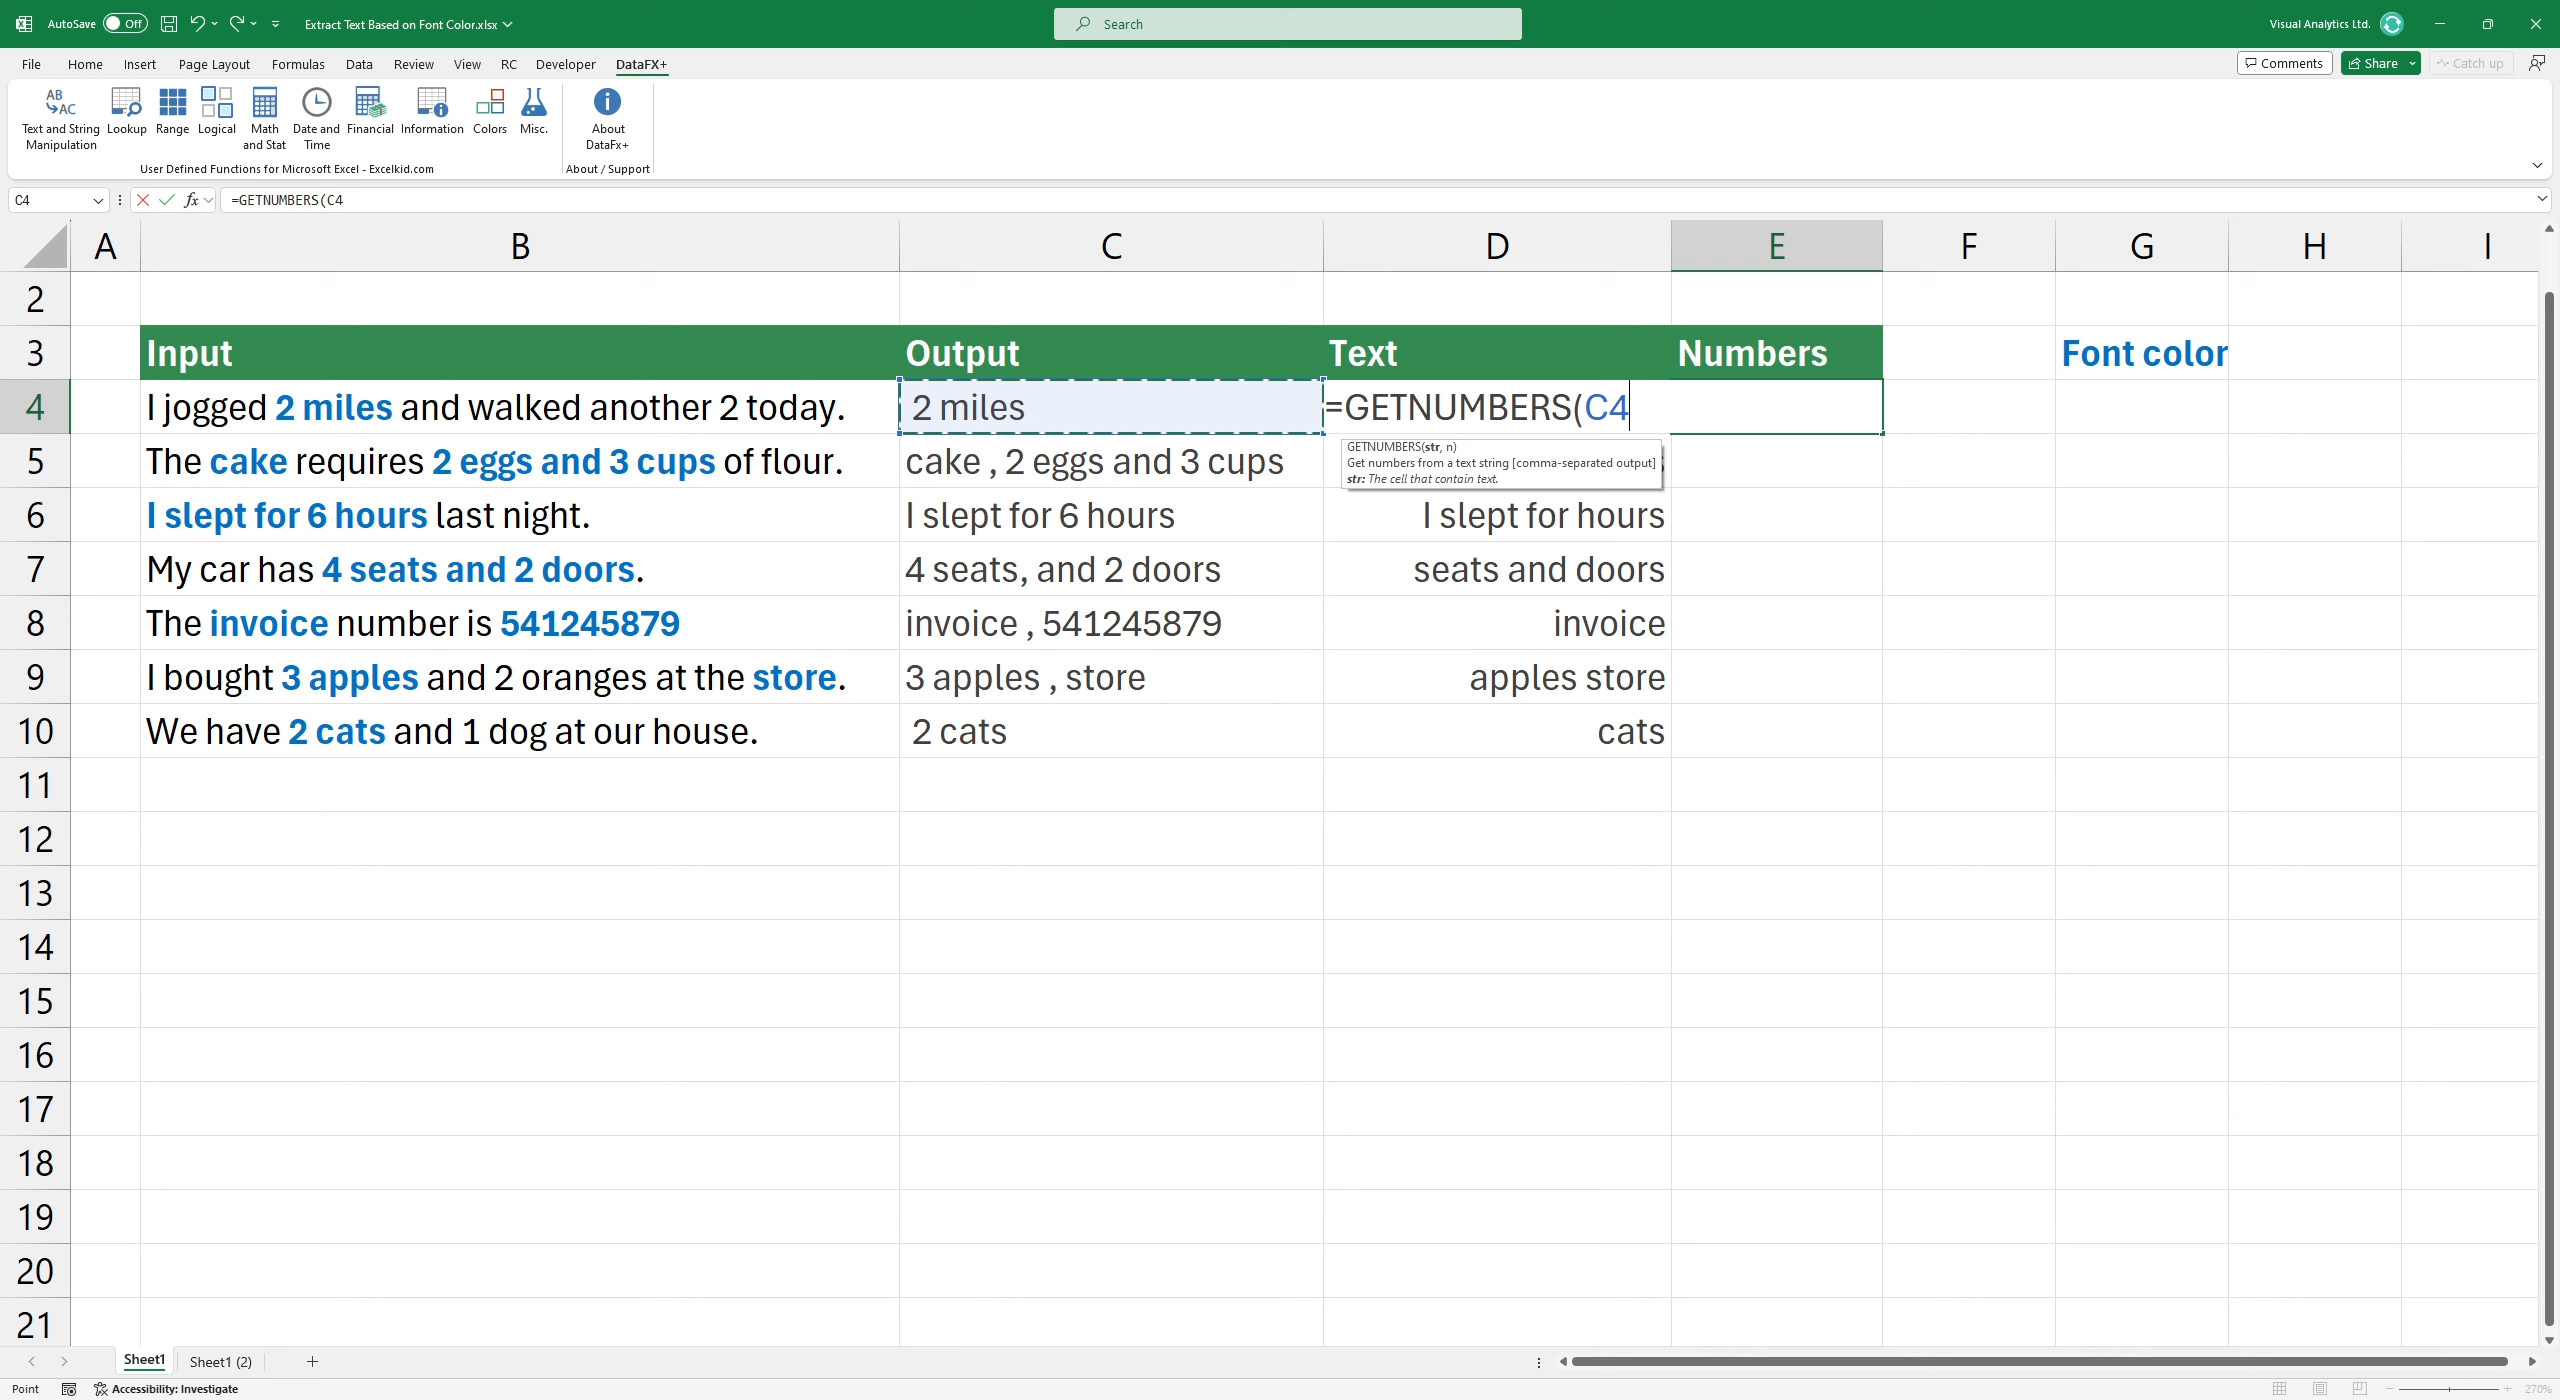 AutoSave Off Extract Text Based on Font Color.xlsx Search Visual Analytics Ltd.
File Home Insert Page Layout Formulas Data Review View RC Developer DataFX+ Comments Share Catch up
AB AC
Text and String Manipulation Lookup Range Logical Math and Stat Date and Time Financial Information Colors Misc. About DataFx+
User Defined Functions for Microsoft Excel - Excelkid.com About / Support
C4 fx =GETNUMBERS(C4
A B C D E F G H I
2
3 Input Output Text Numbers Font color
4 I jogged 2 miles and walked another 2 today. 2 miles =GETNUMBERS(C4
GETNUMBERS(str, n)
Get numbers from a text string [comma-separated output]
str: The cell that contain text.
5 The cake requires 2 eggs and 3 cups of flour. cake , 2 eggs and 3 cups
6 I slept for 6 hours last night. I slept for 6 hours I slept for hours
7 My car has 4 seats and 2 doors. 4 seats, and 2 doors seats and doors
8 The invoice number is 541245879 invoice , 541245879 invoice
9 I bought 3 apples and 2 oranges at the store. 3 apples , store apples store
10 We have 2 cats and 1 dog at our house. 2 cats cats
11
12
13
14
15
16
17
18
19
20
21
Sheet1 Sheet1 (2)
Point Accessibility: Investigate 270%